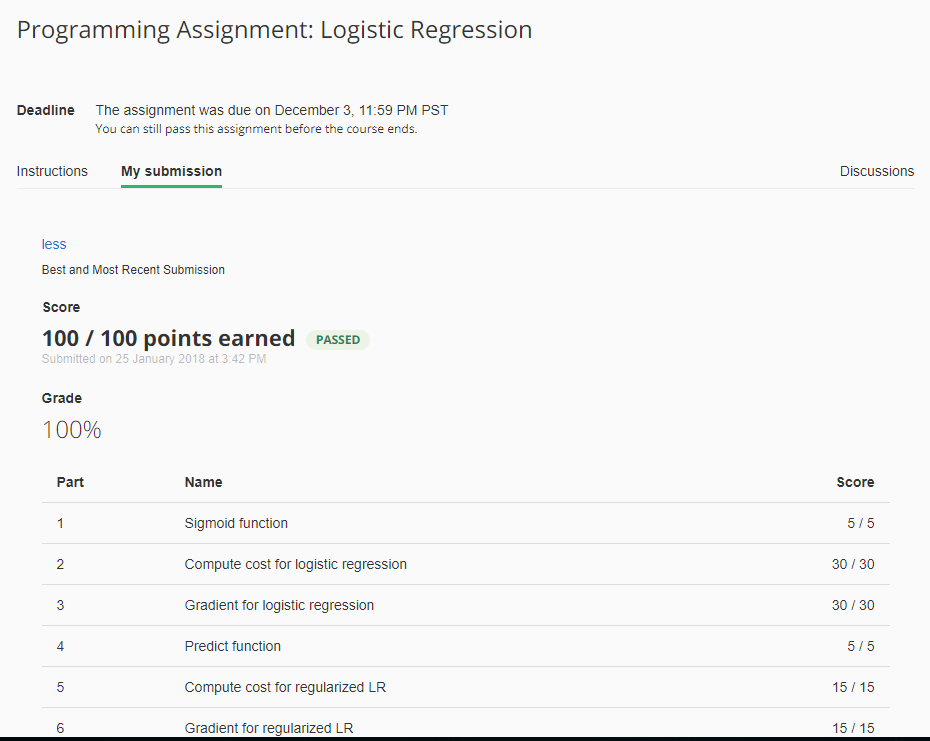 Programming Assignment: Logistic Regression
Deadline The assignment was due on December 3, 11:59 PM PST
You can still pass this assignment before the course ends.
Instructions My submission Discussions
less
Best and Most Recent Submission
Score
100 / 100 points earned PASSED
Submitted on 25 January 2018 at 3:42 PM
Grade
100%
Part Name Score
1 Sigmoid function 5 / 5
2 Compute cost for logistic regression 30 / 30
3 Gradient for logistic regression 30 / 30
4 Predict function 5 / 5
5 Compute cost for regularized LR 15 / 15
6 Gradient for regularized LR 15 / 15